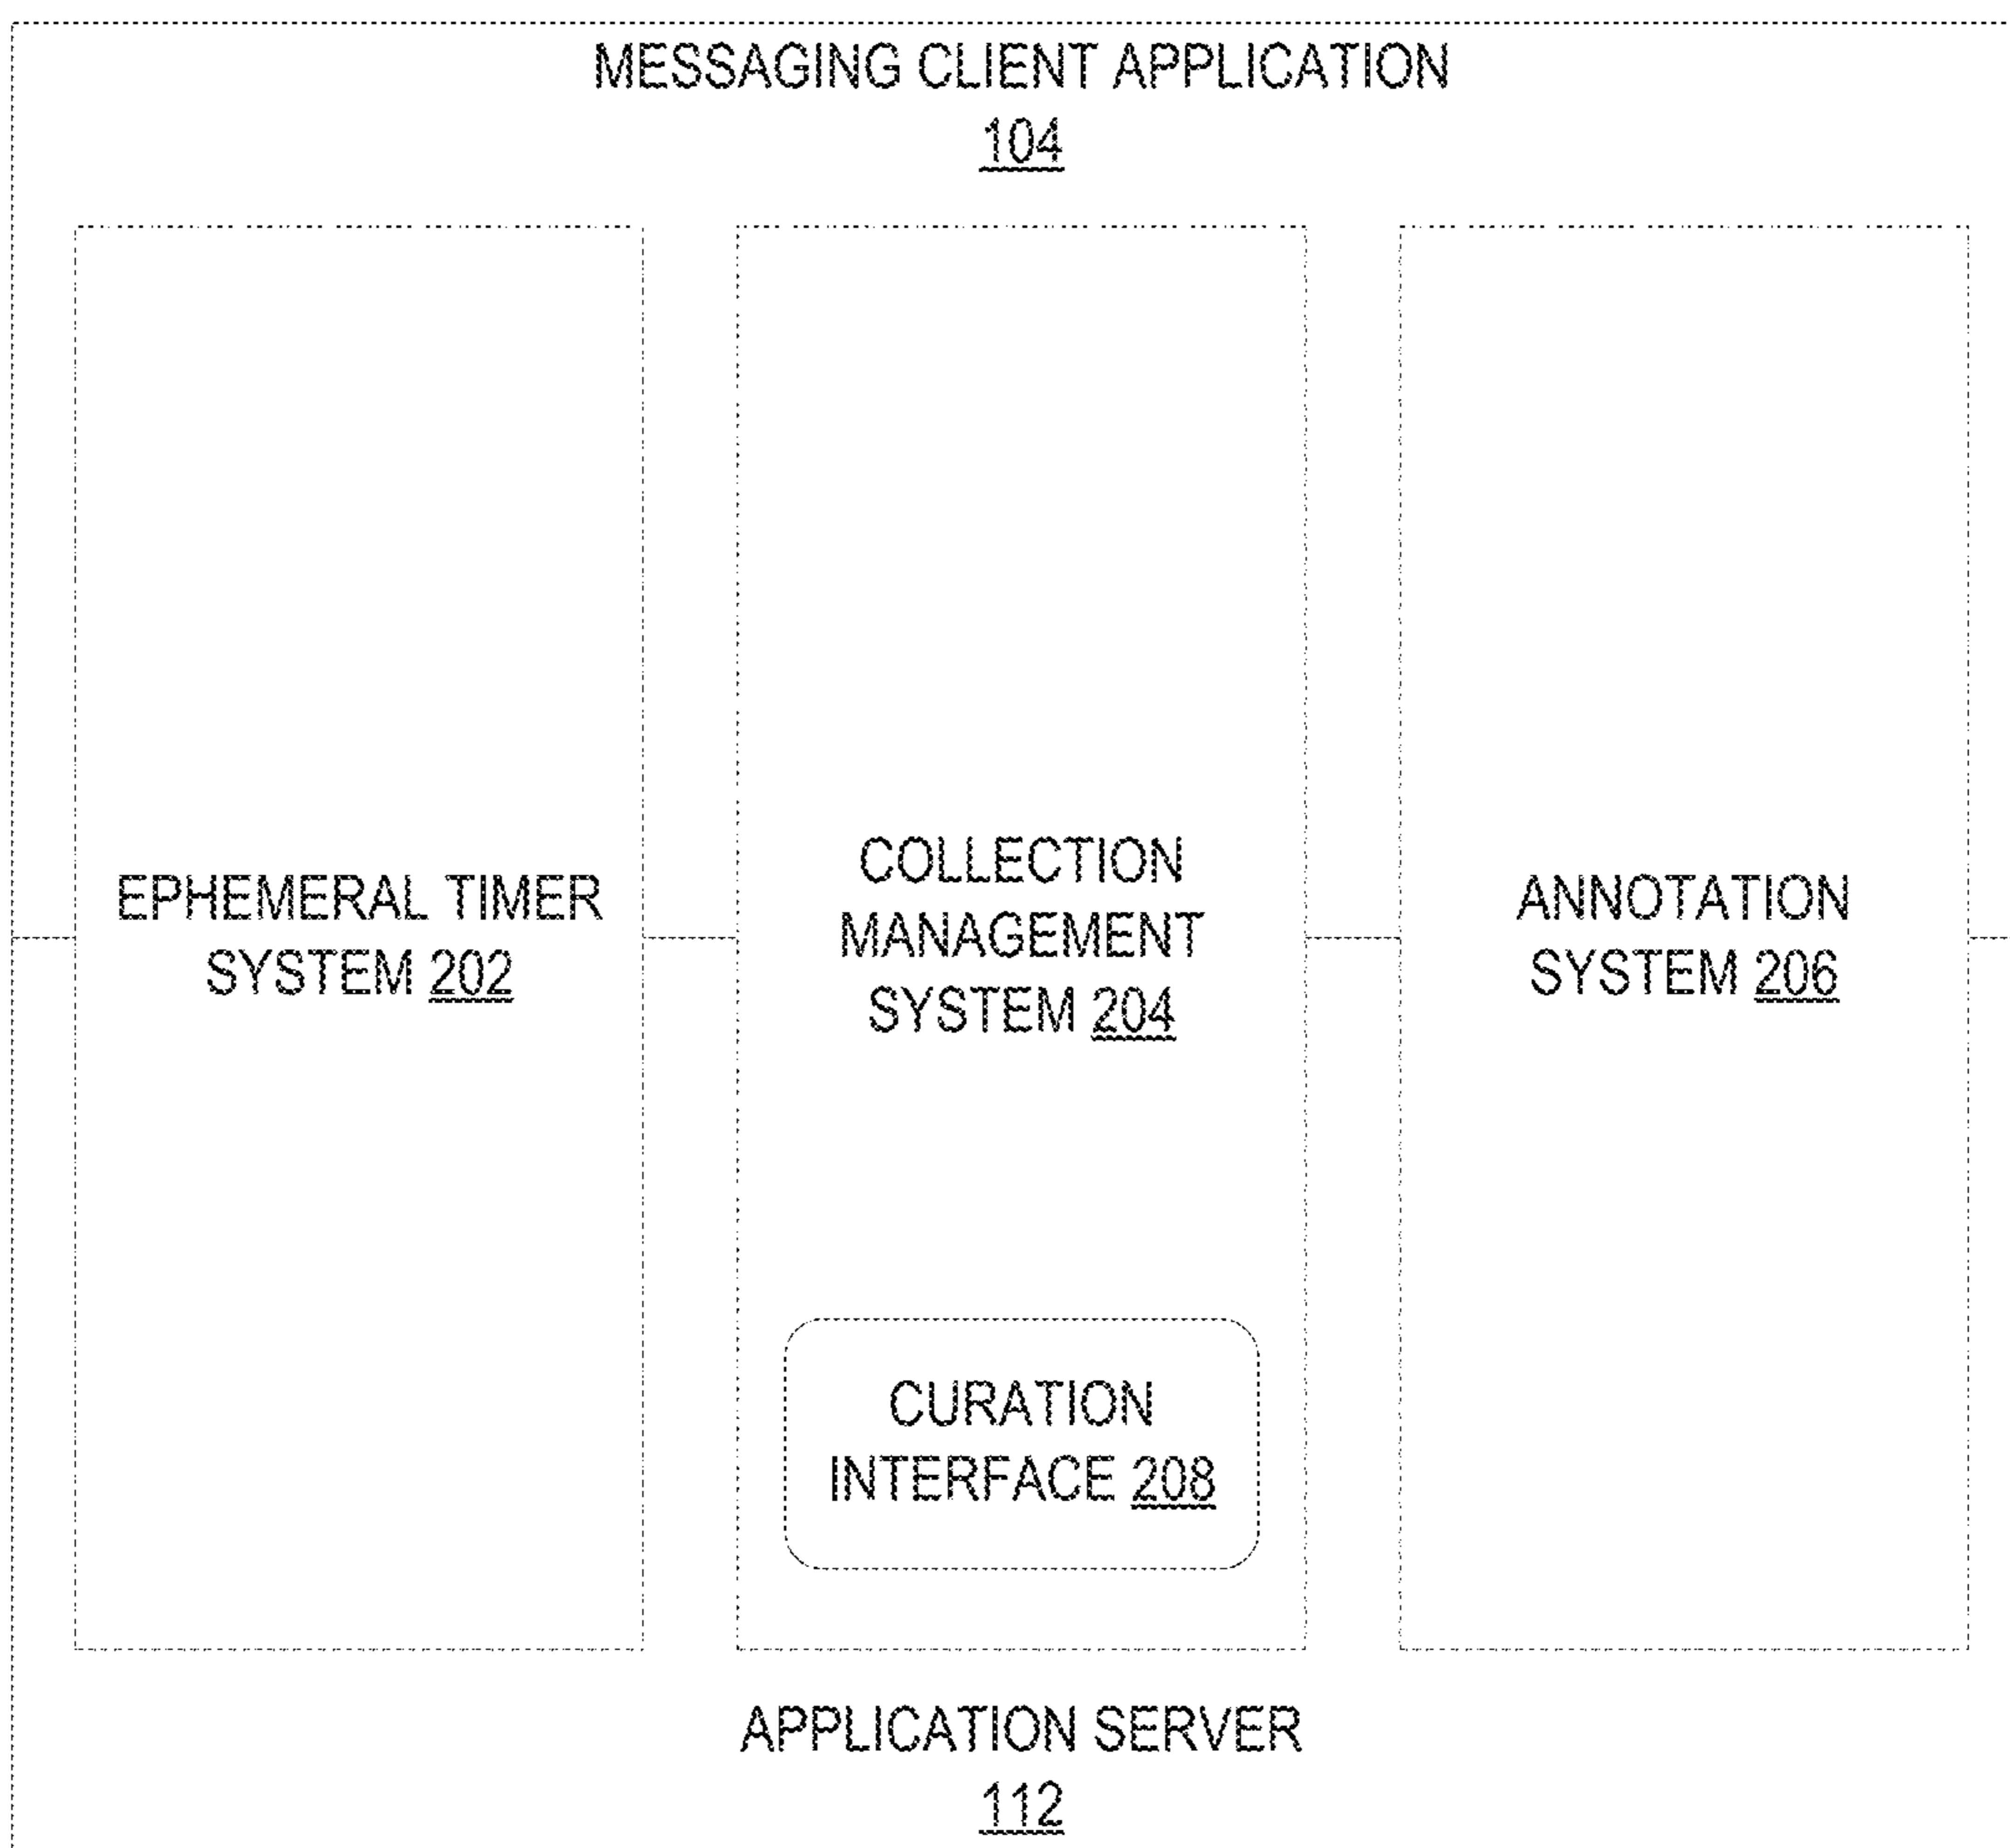 MESSAGING CLIENT APPLICATION
104
EPHEMERAL TIMER
SYSTEM 202
COLLECTION
MANAGEMENT
SYSTEM 204
CURATION
INTERFACE 208
ANNOTATION
SYSTEM 206
APPLICATION SERVER
112